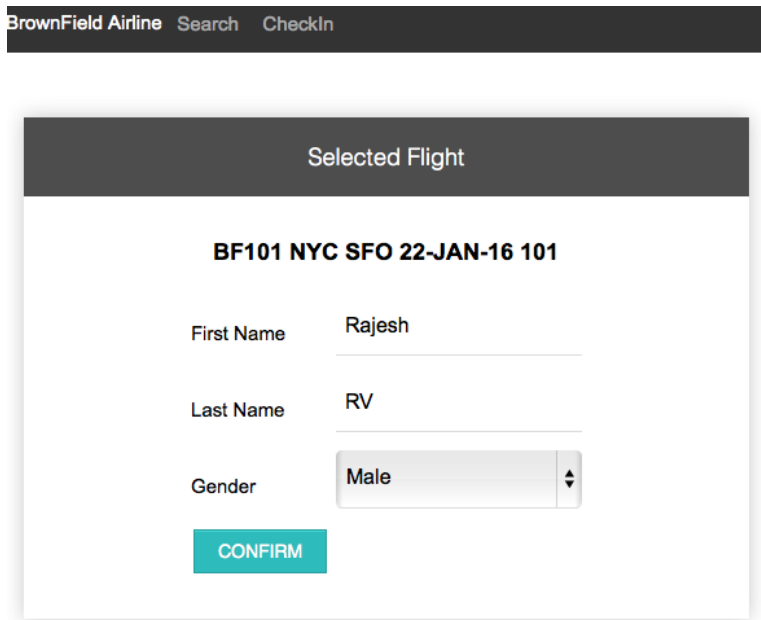 BrownField Airline Search CheckIn
Selected Flight
BF101 NYC SFO 22-JAN-16 101
First Name Rajesh
Last Name RV
Gender Male
CONFIRM